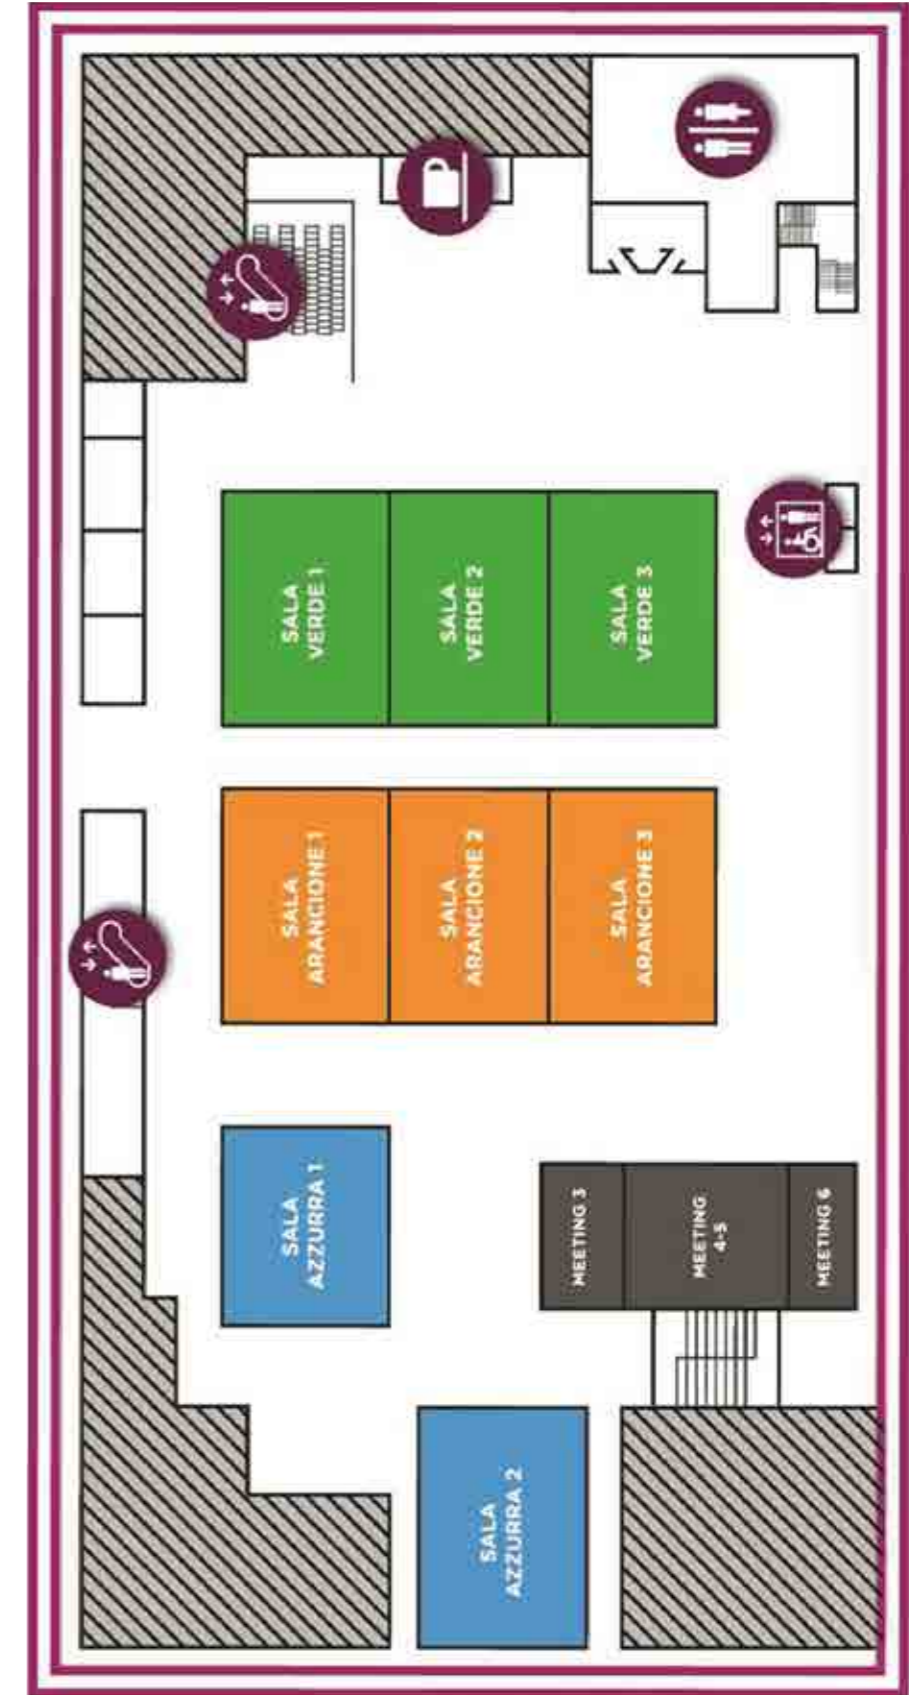 SALA
VERDE 1
SALA
VERDE 2
SALA
VERDE 3
SALA
ARANCIONE 1
SALA
ARANCIONE 2
SALA
ARANCIONE 3
SALA
AZZURRA 1
MEETING 3
MEETING
4-5
MEETING 6
SALA
AZZURRA 2